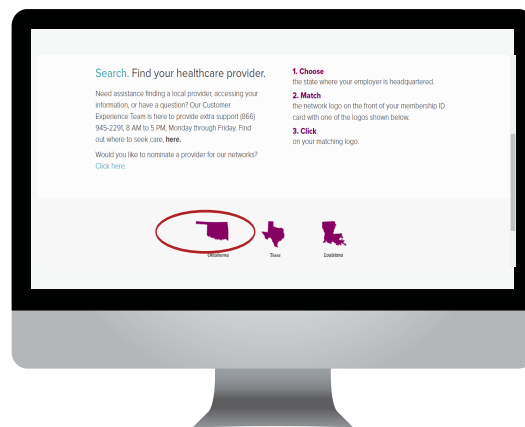 Search. Find your healthcare provider.
Need assistance finding a local provider, accessing your
information, or have a question? Our Customer
Experience Team is here to provide extra support (866)
945-2291, 8 AM to 5 PM, Monday through Friday. Find
out where to seek care, here.
Would you like to nominate a provider for our networks?
Click here.
1. Choose
the state where your employer is headquartered.
2. Match
the network logo on the front of your membership ID
card with one of the logos shown below.
3. Click
on your matching logo.
Oklahoma
Texas
Louisiana